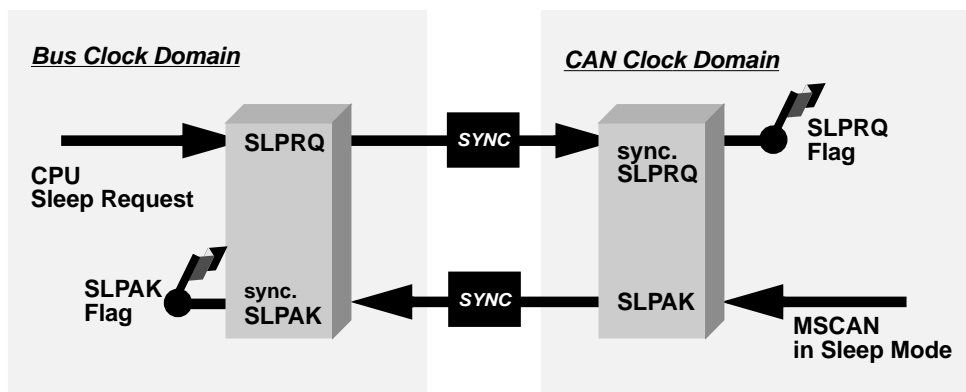 Bus Clock Domain
CAN Clock Domain
SLPRQ
SYNC
sync.
SLPRQ
SLPRQ
Flag
CPU
Sleep Request
SLPAK
Flag
sync.
SLPAK
SYNC
SLPAK
MSCAN
in Sleep Mode